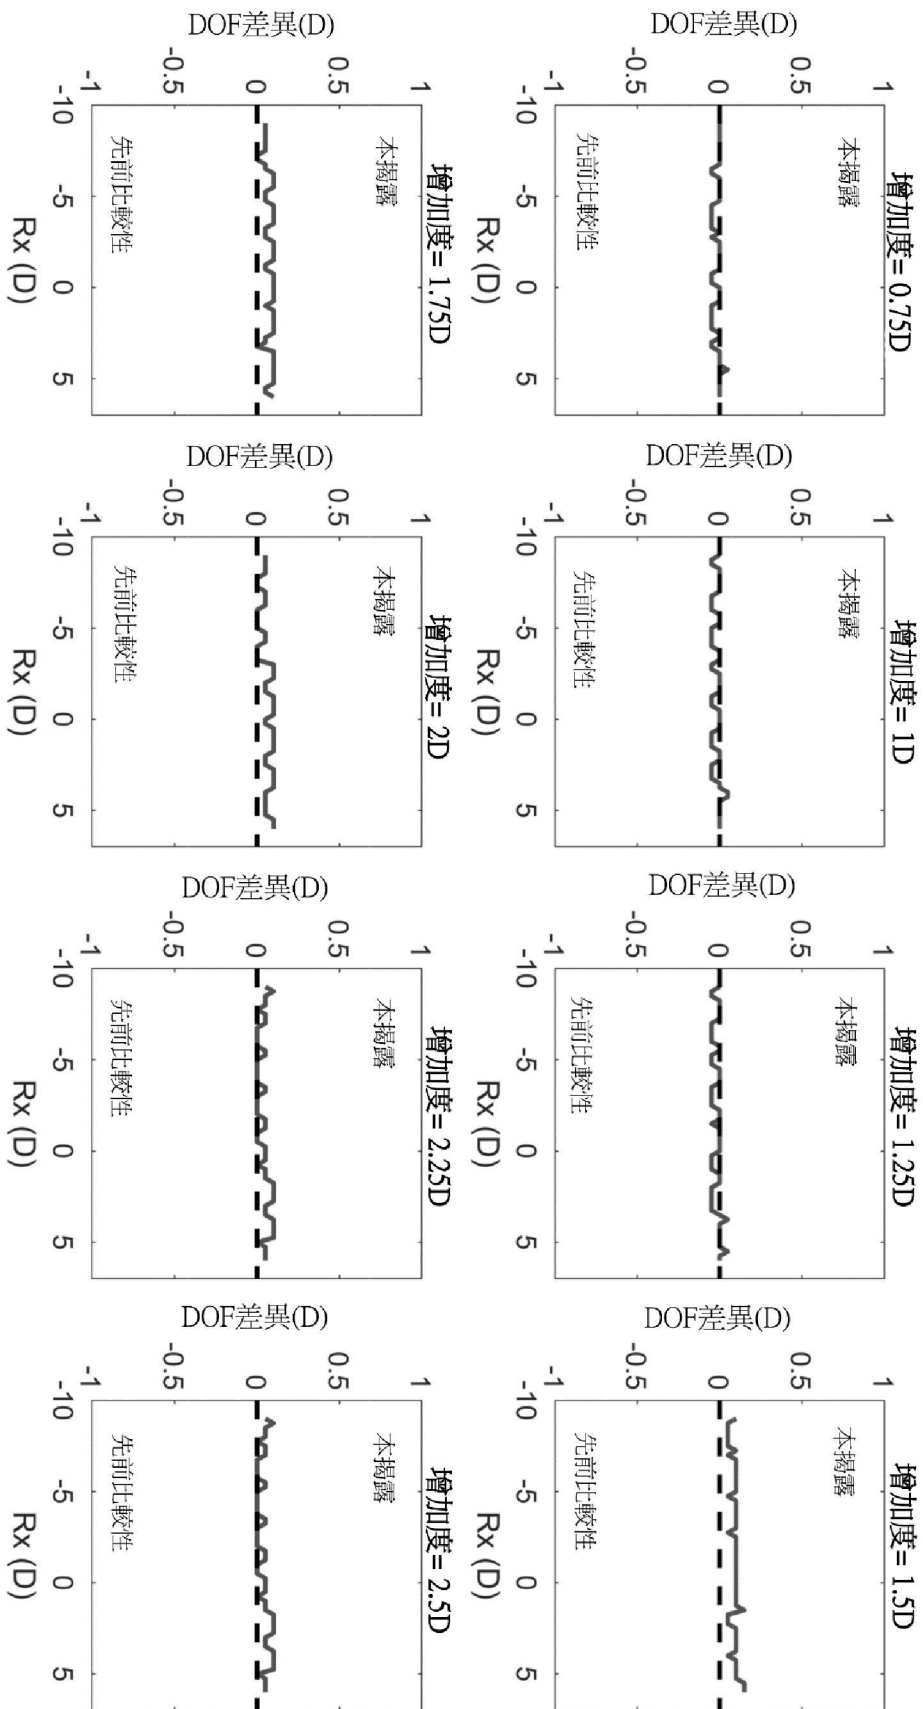 增加度= 0.75D
DOF差異(D)
1
0.5
0
-0.5
-1
本揭露
先前比較性
-10
-5
0
5
Rx (D)
增加度= 1D
DOF差異(D)
1
0.5
0
-0.5
-1
本揭露
先前比較性
-10
-5
0
5
Rx (D)
增加度= 1.25D
DOF差異(D)
1
0.5
0
-0.5
-1
本揭露
先前比較性
-10
-5
0
5
Rx (D)
增加度= 1.5D
DOF差異(D)
1
0.5
0
-0.5
-1
本揭露
先前比較性
-10
-5
0
5
Rx (D)
增加度= 1.75D
DOF差異(D)
1
0.5
0
-0.5
-1
本揭露
先前比較性
-10
-5
0
5
Rx (D)
增加度= 2D
DOF差異(D)
1
0.5
0
-0.5
-1
本揭露
先前比較性
-10
-5
0
5
Rx (D)
增加度= 2.25D
DOF差異(D)
1
0.5
0
-0.5
-1
本揭露
先前比較性
-10
-5
0
5
Rx (D)
增加度= 2.5D
DOF差異(D)
1
0.5
0
-0.5
-1
本揭露
先前比較性
-10
-5
0
5
Rx (D)